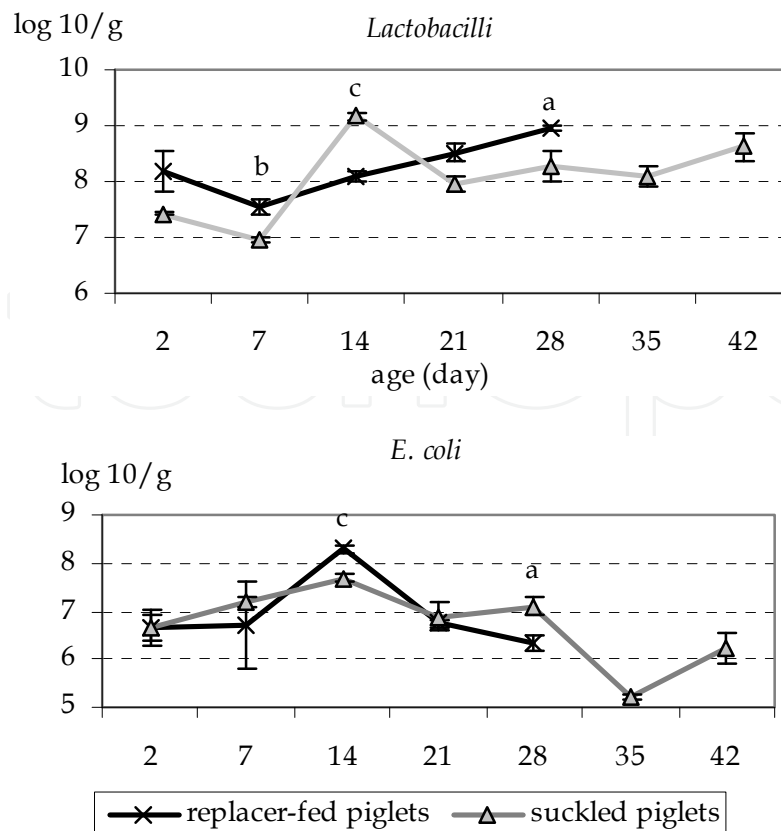 log 10/g
Lactobacilli
10
9
8
7
6
b
c
a
2 7 14 21 28 35 42
age (day)
log 10/g
E. coli
9
8
7
6
5
c
a
2 7 14 21 28 35 42
replacer-fed piglets suckled piglets